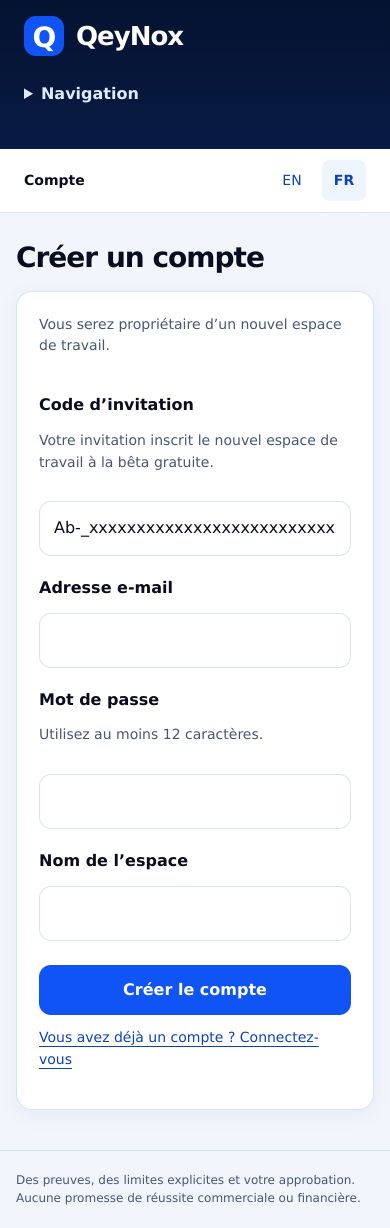 Q QeyNox
▶ Navigation
Compte EN FR
Créer un compte
Vous serez propriétaire d’un nouvel espace
de travail.
Code d’invitation
Votre invitation inscrit le nouvel espace de
travail à la bêta gratuite.
Ab-_xxxxxxxxxxxxxxxxxxxxxxxxxx
Adresse e-mail
Mot de passe
Utilisez au moins 12 caractères.
Nom de l’espace
Créer le compte
Vous avez déjà un compte ? Connectez-
vous
Des preuves, des limites explicites et votre approbation.
Aucune promesse de réussite commerciale ou financière.